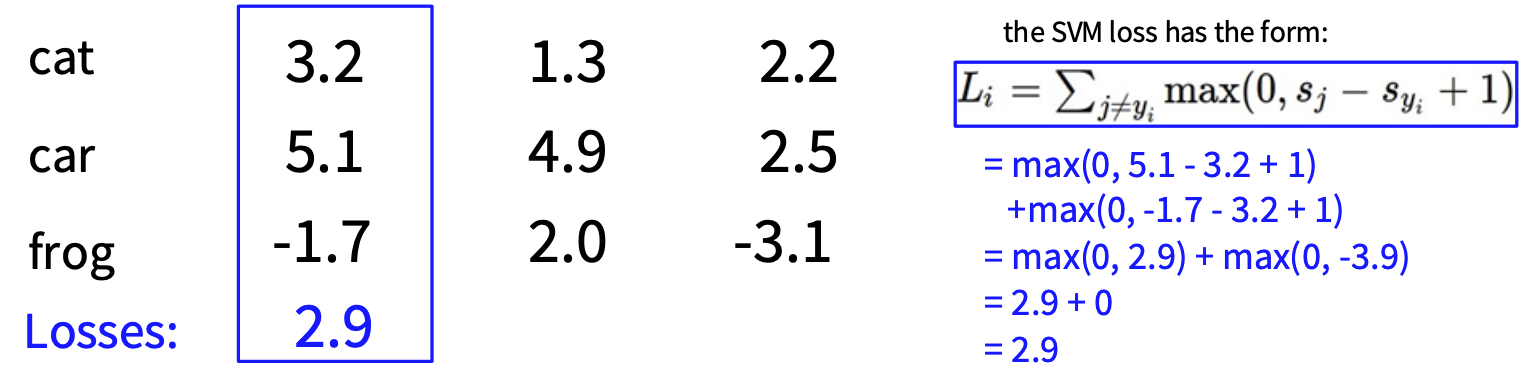 cat 3.2 1.3 2.2
car 5.1 4.9 2.5
frog -1.7 2.0 -3.1
Losses: 2.9
the SVM loss has the form:
L_i = ∑_{j≠y_i} max(0, s_j − s_{y_i} + 1)
= max(0, 5.1 - 3.2 + 1)
+max(0, -1.7 - 3.2 + 1)
= max(0, 2.9) + max(0, -3.9)
= 2.9 + 0
= 2.9